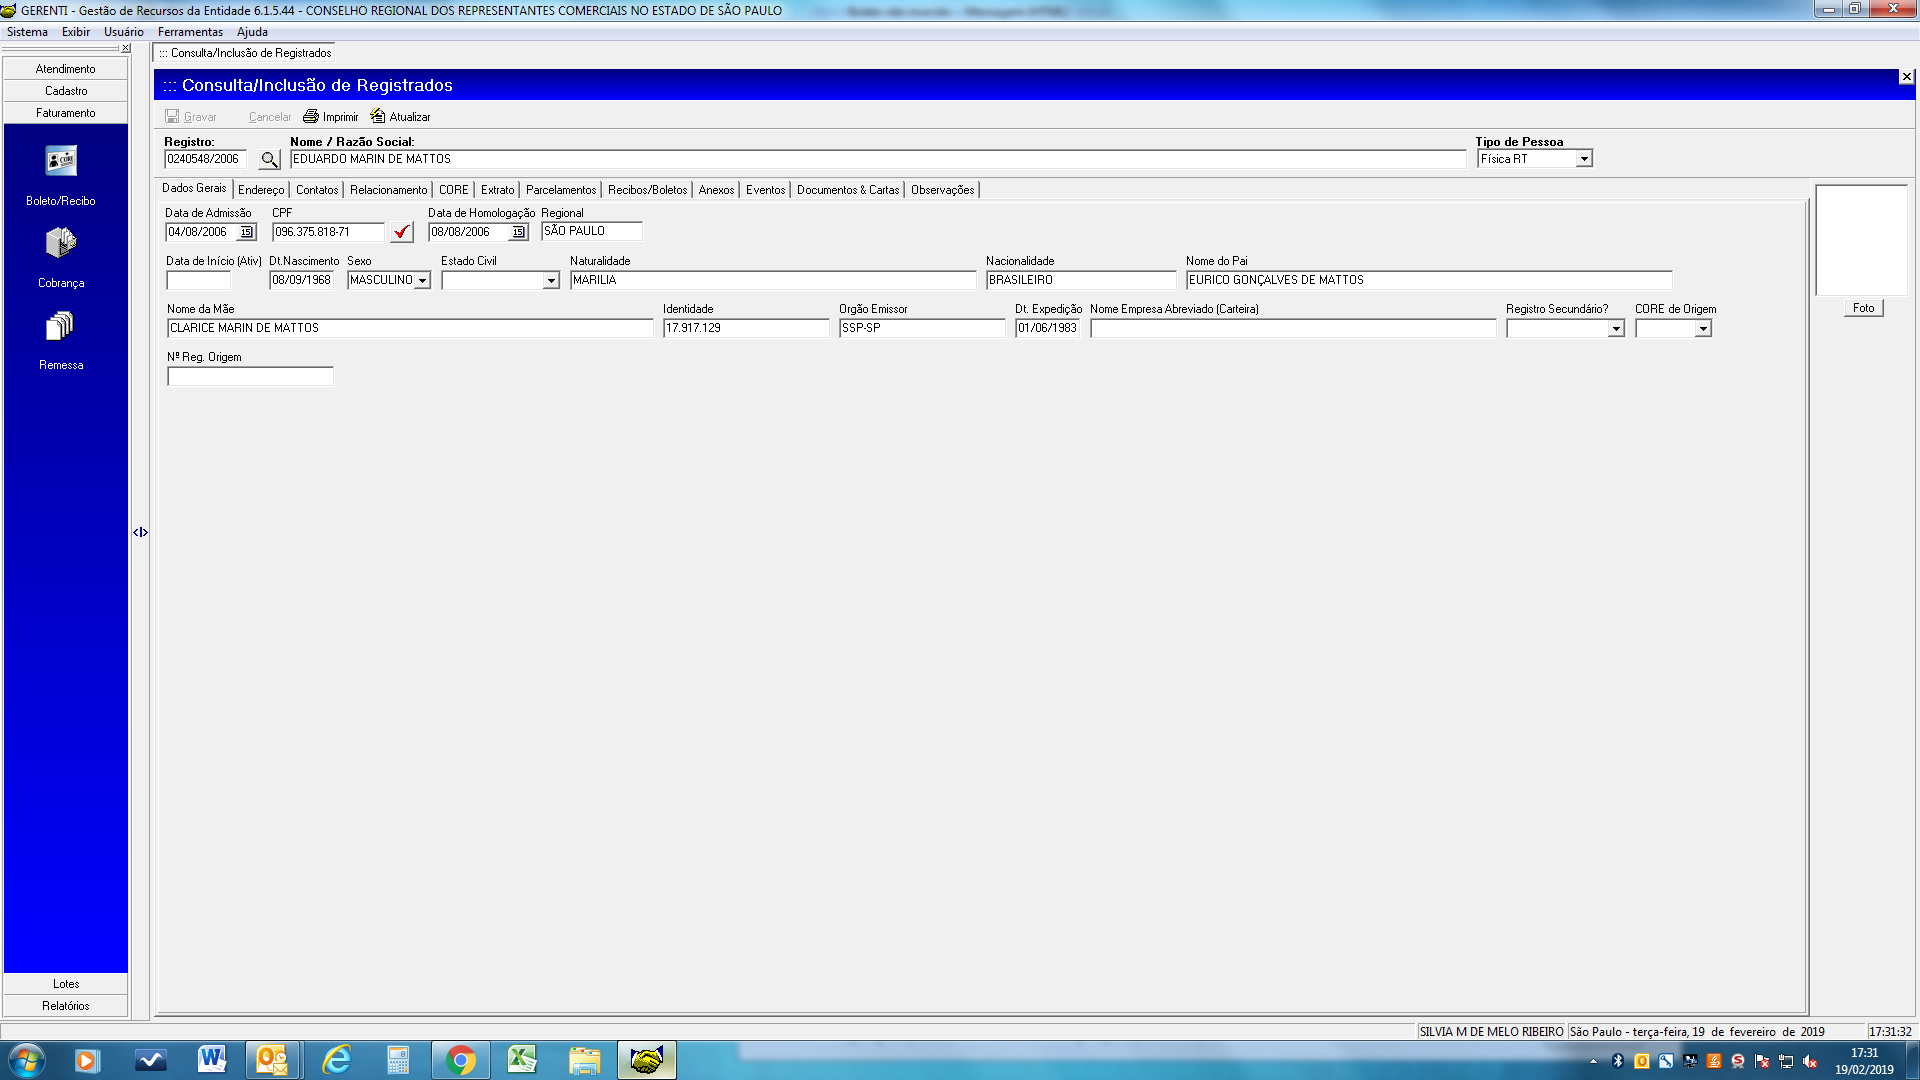 GERENTI - Gestão de Recursos da Entidade 6.1.5.44 - CONSELHO REGIONAL DOS REPRESENTANTES COMERCIAIS NO ESTADO DE SÃO PAULO
Sistema Exibir Usuário Ferramentas Ajuda
::: Consulta/Inclusão de Registrados
Atendimento
Cadastro
Faturamento
Boleto/Recibo
Cobrança
Remessa
Lotes
Relatórios
::: Consulta/Inclusão de Registrados
Gravar Cancelar Imprimir Atualizar
Registro: Nome / Razão Social: Tipo de Pessoa
0240548/2006 EDUARDO MARIN DE MATTOS Física RT
Dados Gerais Endereço Contatos Relacionamento CORE Extrato Parcelamentos Recibos/Boletos Anexos Eventos Documentos & Cartas Observações
Data de Admissão CPF Data de Homologação Regional
04/08/2006 15 096.375.818-71 08/08/2006 15 SÃO PAULO
Data de Início (Ativ) Dt.Nascimento Sexo Estado Civil Naturalidade Nacionalidade Nome do Pai
08/09/1968 MASCULINO MARILIA BRASILEIRO EURICO GONÇALVES DE MATTOS
Nome da Mãe Identidade Orgão Emissor Dt. Expedição Nome Empresa Abreviado (Carteira) Registro Secundário? CORE de Origem
CLARICE MARIN DE MATTOS 17.917.129 SSP-SP 01/06/1983
Nº Reg. Origem
Foto
SILVIA M DE MELO RIBEIRO São Paulo - terça-feira, 19 de fevereiro de 2019 17:31:32
17:31
19/02/2019